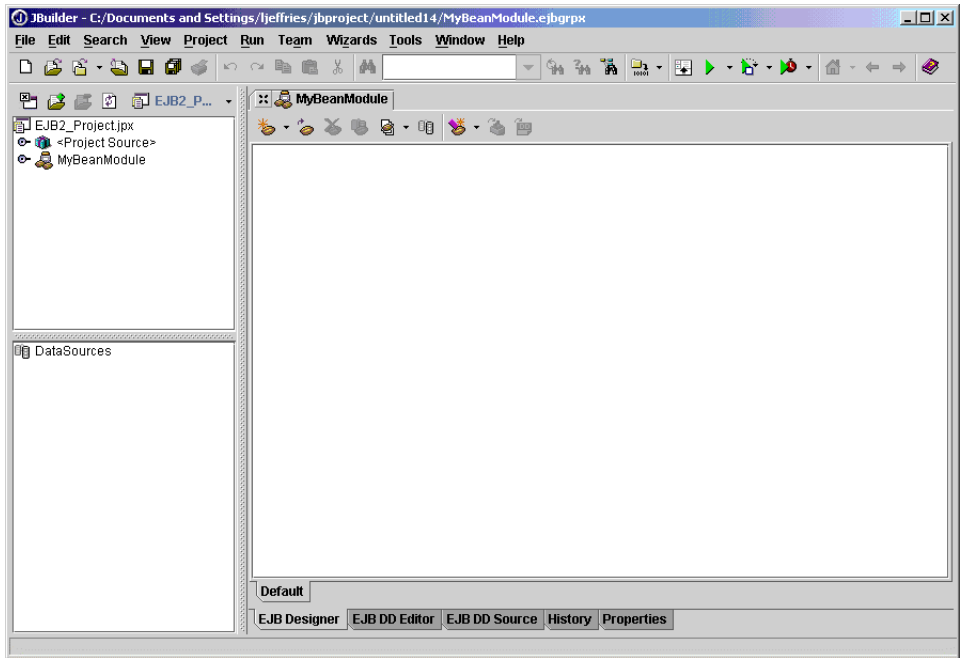 JBuilder - C:/Documents and Settings/ljeffries/jbproject/untitled14/MyBeanModule.ejbgrpx
File Edit Search View Project Run Team Wizards Tools Window Help
EJB2_P...
MyBeanModule
EJB2_Project.jpx
<Project Source>
MyBeanModule
DataSources
Default
EJB Designer EJB DD Editor EJB DD Source History Properties